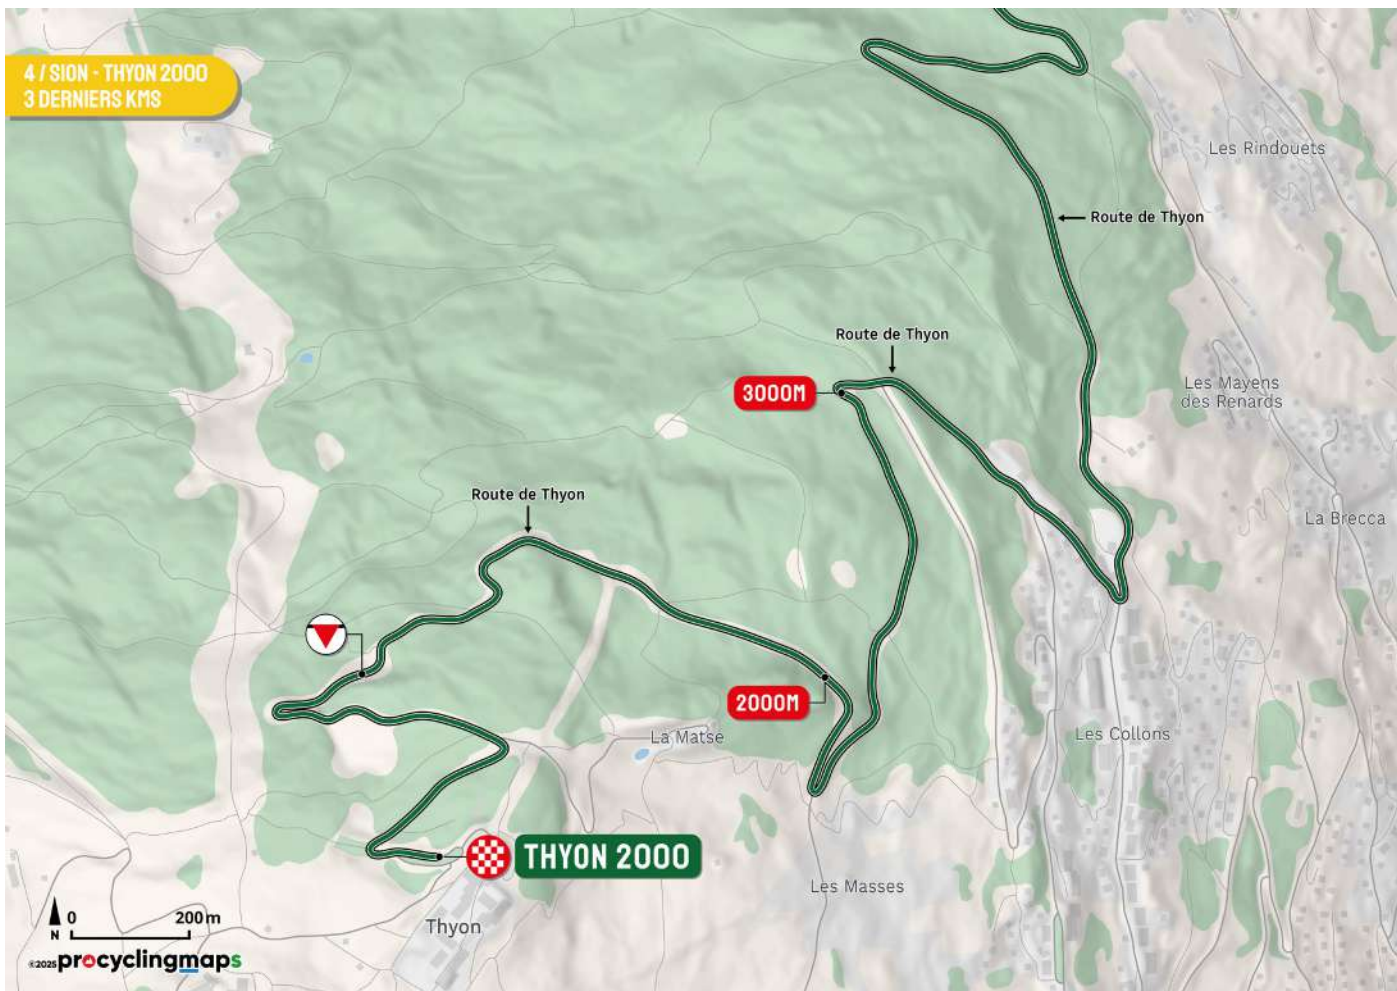 4 / SION - THYON 2000
3 DERNIERS KMS
Les Rindouets
Route de Thyon
Route de Thyon
3000M
Les Mayens
des Renards
Route de Thyon
La Brecca
2000M
La Matse
Les Collons
THYON 2000
Les Masses
Thyon
0 200m
N
©2025 procyclingmaps